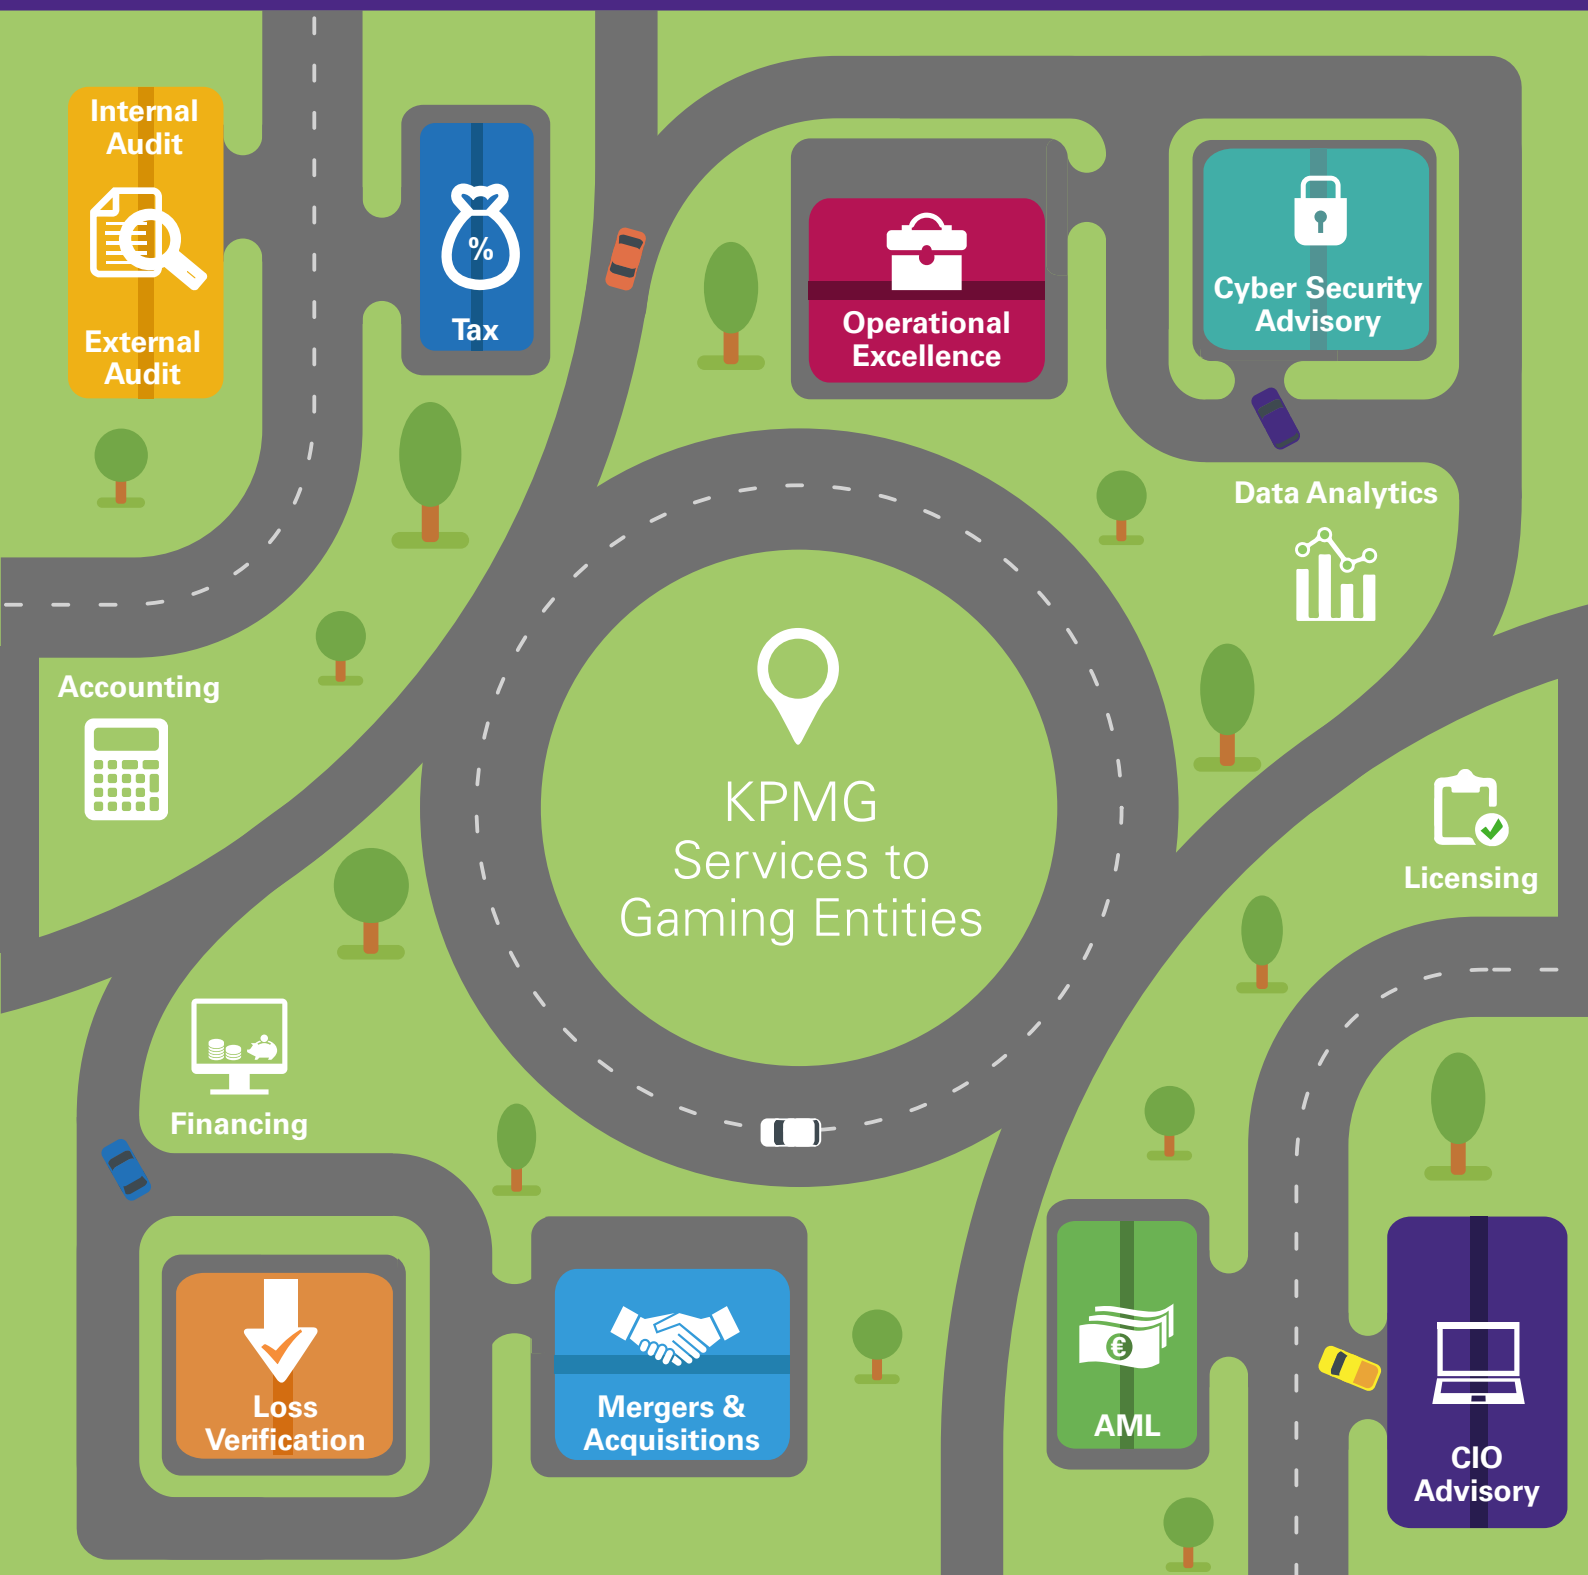 Internal
Audit
External
Audit
%
Tax
Operational
Excellence
Cyber Security
Advisory
Data Analytics
Accounting
KPMG
Services to
Gaming Entities
Licensing
Financing
Loss
Verification
Mergers &
Acquisitions
€
AML
CIO
Advisory